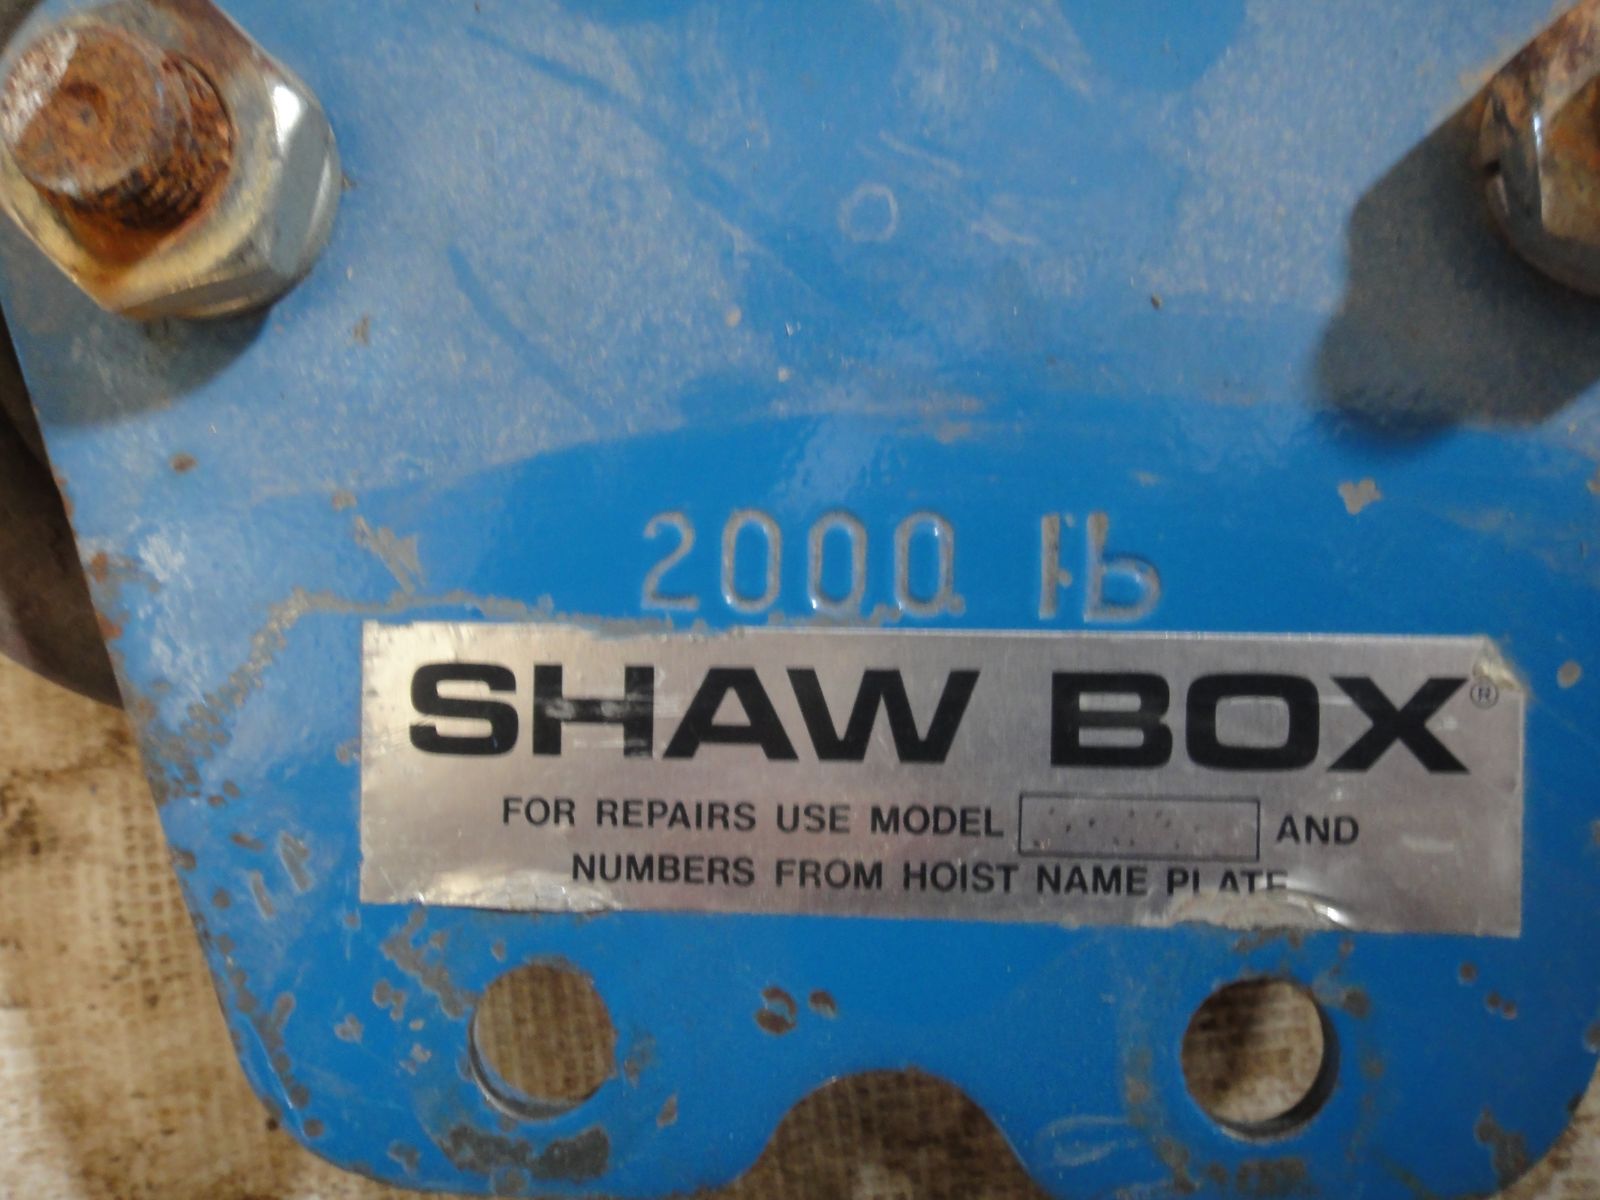 2000 lb
SHAW BOX®
FOR REPAIRS USE MODEL AND
NUMBERS FROM HOIST NAME PLATE